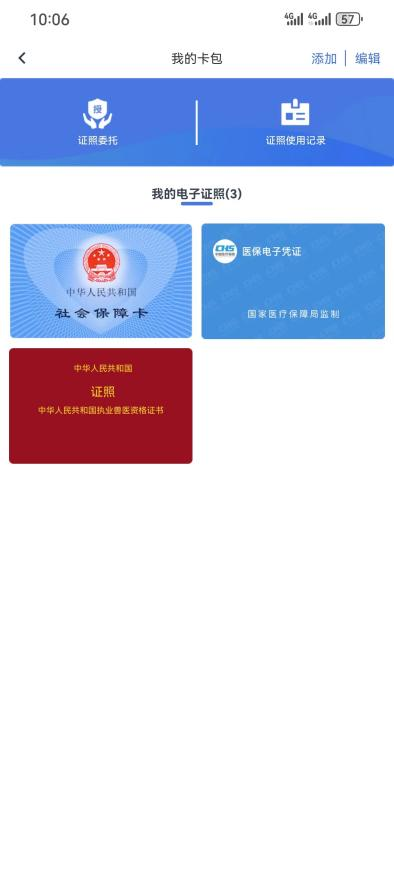 10:06
4G 4G 57
我的卡包
添加 编辑
授
证照委托 证照使用记录
我的电子证照(3)
中华人民共和国
社会保障卡
CHS 医保电子凭证
国家医疗保障局监制
中华人民共和国
证照
中华人民共和国执业兽医资格证书